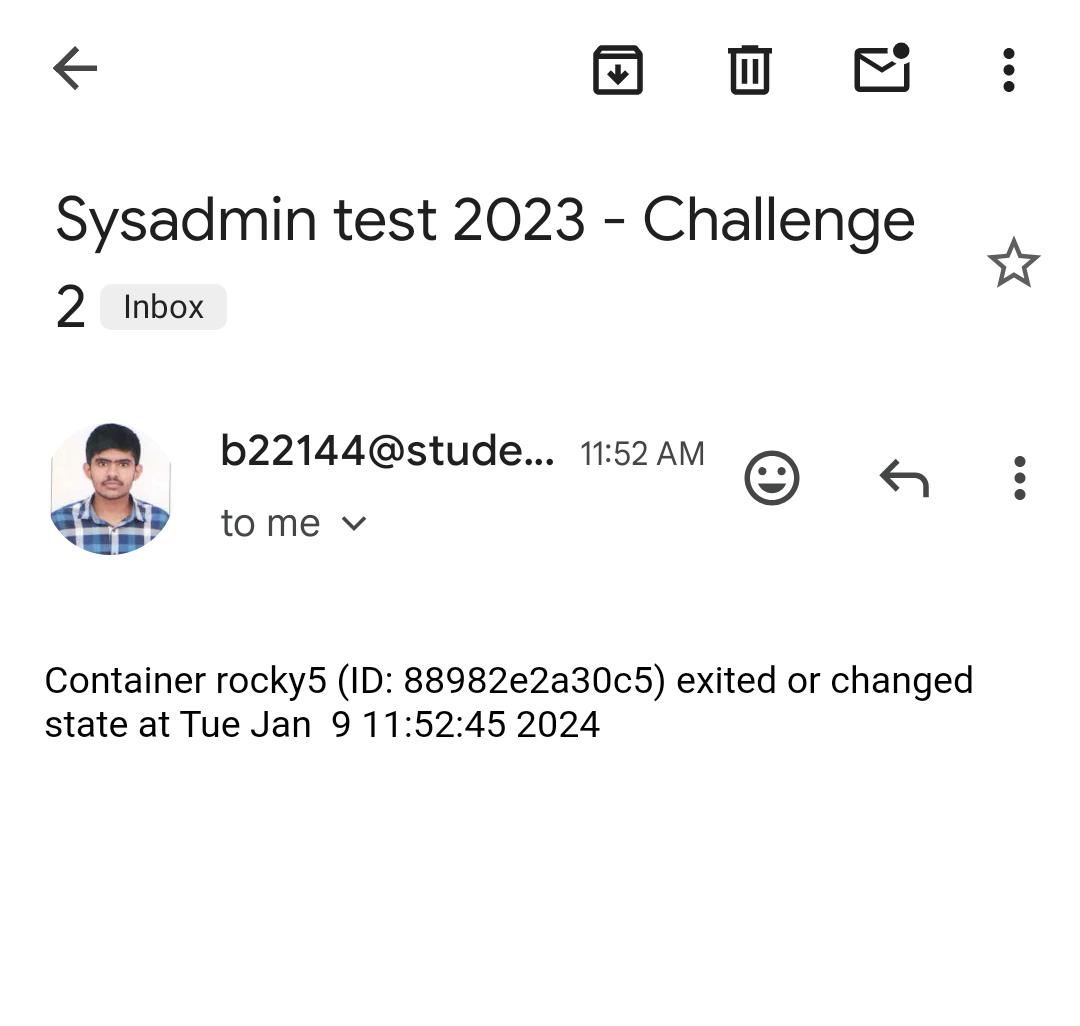 Sysadmin test 2023 - Challenge
2 Inbox
b22144@stude... 11:52 AM
to me
Container rocky5 (ID: 88982e2a30c5) exited or changed
state at Tue Jan  9 11:52:45 2024